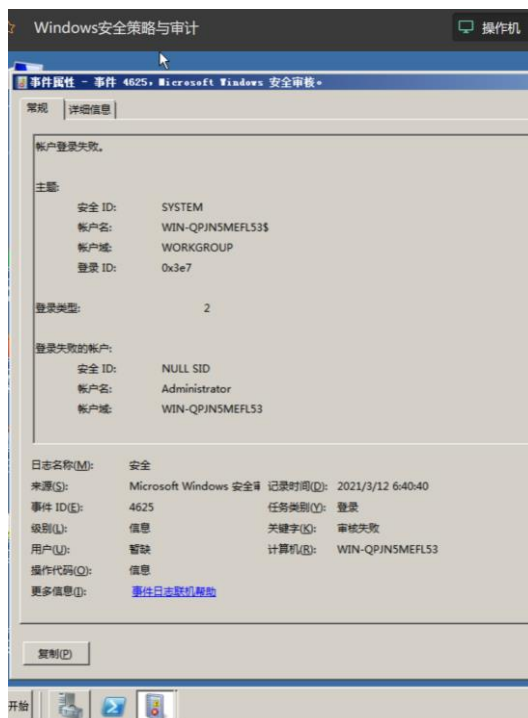 Windows安全策略与审计
操作机
事件属性 - 事件 4625，Microsoft Windows 安全审核。
常规 详细信息
帐户登录失败。
主题:
安全 ID: SYSTEM
帐户名: WIN-QPJN5MEFL53$
帐户域: WORKGROUP
登录 ID: 0x3e7
登录类型: 2
登录失败的帐户:
安全 ID: NULL SID
帐户名: Administrator
帐户域: WIN-QPJN5MEFL53
日志名称(M): 安全
来源(S): Microsoft Windows 安全审 记录时间(D): 2021/3/12 6:40:40
事件 ID(E): 4625 任务类别(Y): 登录
级别(L): 信息 关键字(K): 审核失败
用户(U): 暂缺 计算机(R): WIN-QPJN5MEFL53
操作代码(O): 信息
更多信息(I): 事件日志联机帮助
复制(P)
开始